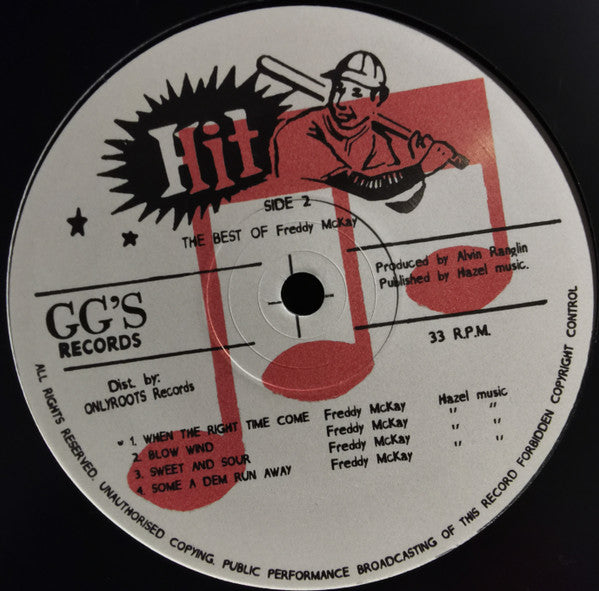 Hit
SIDE 2
THE BEST OF Freddy McKay
Produced by Alvin Ranglin
Published by Hazel music.
GG'S
RECORDS
33 R.P.M.
Dist. by:
ONLYROOTS Records
1. WHEN THE RIGHT TIME COME Freddy McKay Hazel music
2. BLOW WIND Freddy McKay " "
3. SWEET AND SOUR Freddy McKay " "
4. SOME A DEM RUN AWAY Freddy McKay " "
ALL RIGHTS RESERVED. UNAUTHORISED COPYING, PUBLIC PERFORMANCE BROADCASTING OF THIS RECORD FORBIDDEN COPYRIGHT CONTROL